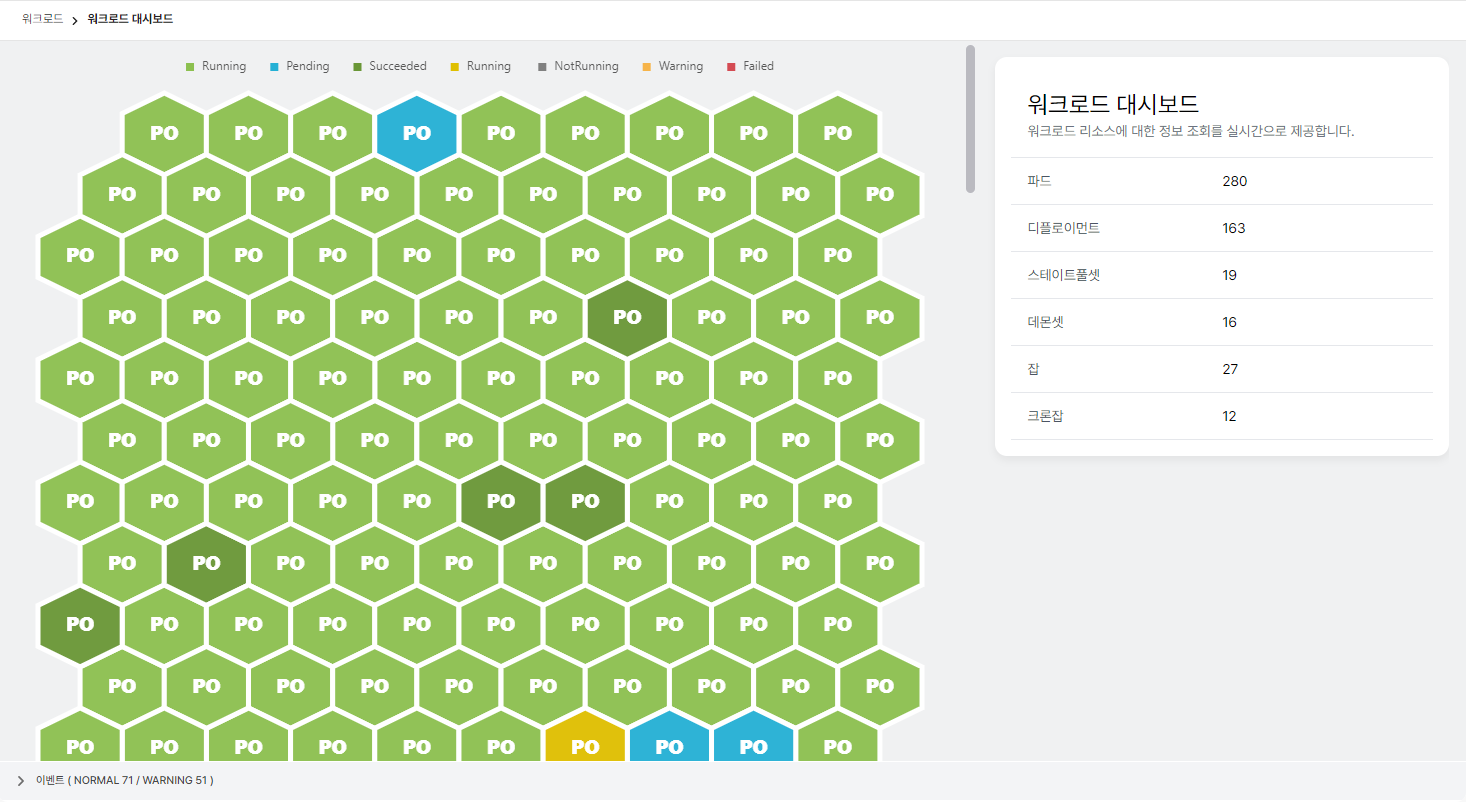 워크로드 > 워크로드 대시보드
Running Pending Succeeded Running NotRunning Warning Failed
PO PO PO PO PO PO PO PO PO
PO PO PO PO PO PO PO PO PO PO
PO PO PO PO PO PO PO PO PO PO
PO PO PO PO PO PO PO PO PO PO
PO PO PO PO PO PO PO PO PO PO
PO PO PO PO PO PO PO PO PO PO
PO PO PO PO PO PO PO PO PO PO
PO PO PO PO PO PO PO PO PO PO
PO PO PO PO PO PO PO PO PO PO
PO PO PO PO PO PO PO PO PO PO
PO PO PO PO PO PO PO PO PO PO
워크로드 대시보드
워크로드 리소스에 대한 정보 조회를 실시간으로 제공합니다.
파드 280
디플로이먼트 163
스테이트풀셋 19
데몬셋 16
잡 27
크론잡 12
이벤트 ( NORMAL 71 / WARNING 51 )